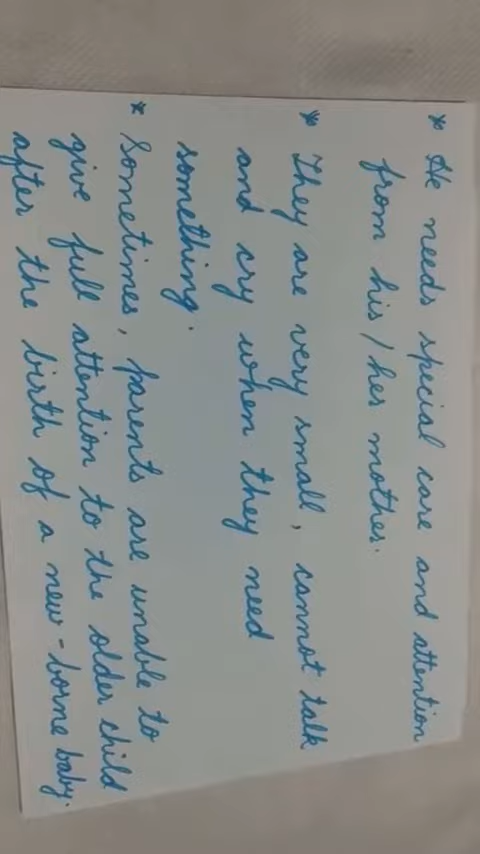 * He needs special care and attention
from his / her mother.
* They are very small, cannot talk
and cry when they need
something.
* Sometimes, parents are unable to
give full attention to the older child
after the birth of a new-borne baby.